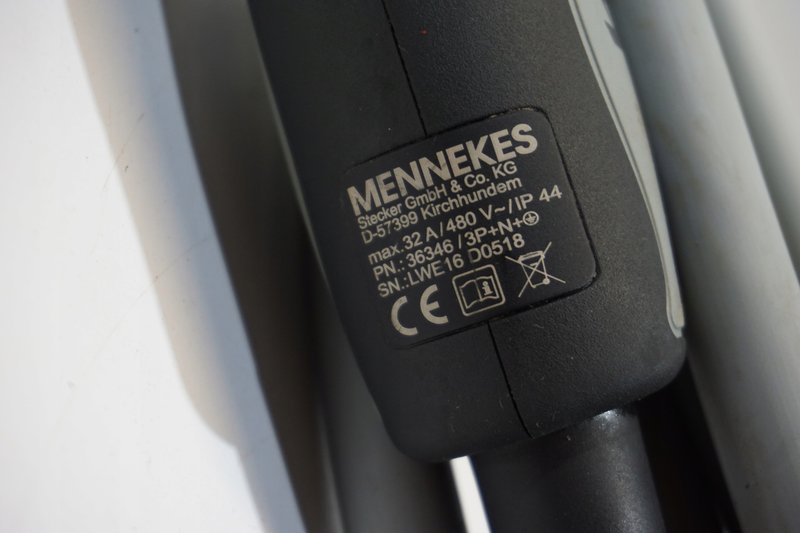 MENNEKES
Stecker GmbH & Co. KG
D-57399 Kirchhundem
max.32 A/480 V~/IP 44
PN.: 36346/3P+N+⏚
SN.:LWE16 D0518
CE